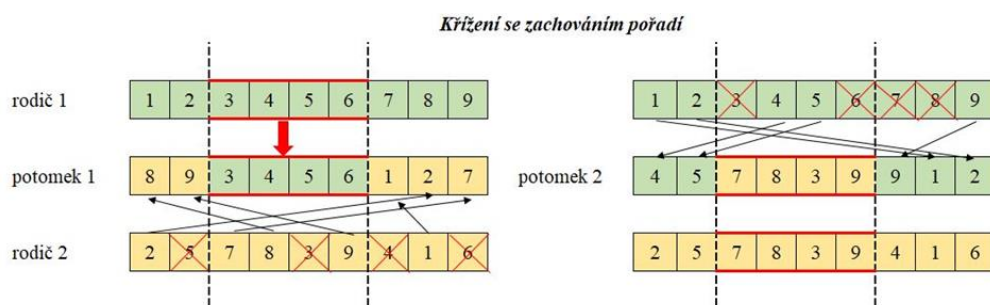 Křížení se zachováním pořadí
rodič 1 1 2 3 4 5 6 7 8 9
potomek 1 8 9 3 4 5 6 1 2 7
rodič 2 2 5 7 8 3 9 4 1 6
1 2 3 4 5 6 7 8 9
potomek 2 4 5 7 8 3 9 9 1 2
2 5 7 8 3 9 4 1 6